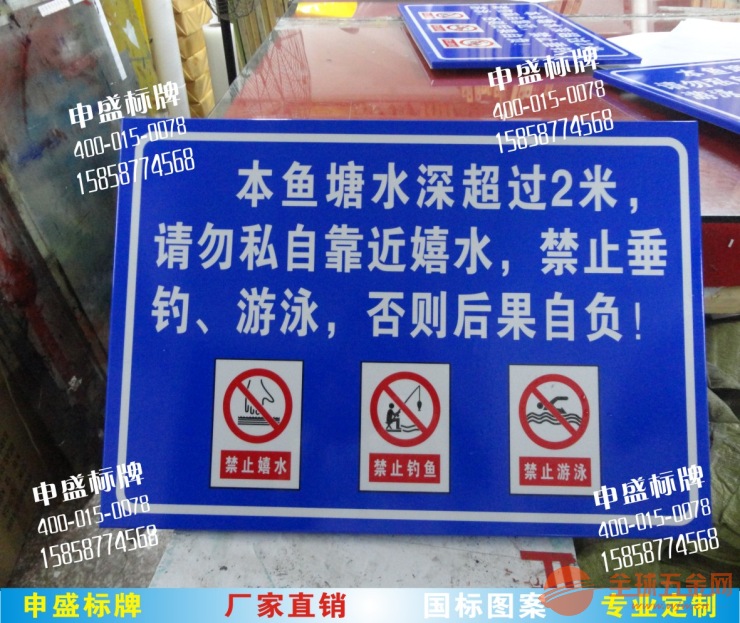 申盛标牌
400-015-0078
15858774568
申盛标牌
400-015-0078
15858774568
本鱼塘水深超过2米，
请勿私自靠近嬉水，禁止垂
钓、游泳，否则后果自负！
禁止嬉水
禁止钓鱼
禁止游泳
申盛标牌
400-015-0078
15858774568
申盛标牌
400-015-0078
15858774568
全球五金网
申盛标牌 厂家直销 国标图案 专业定制